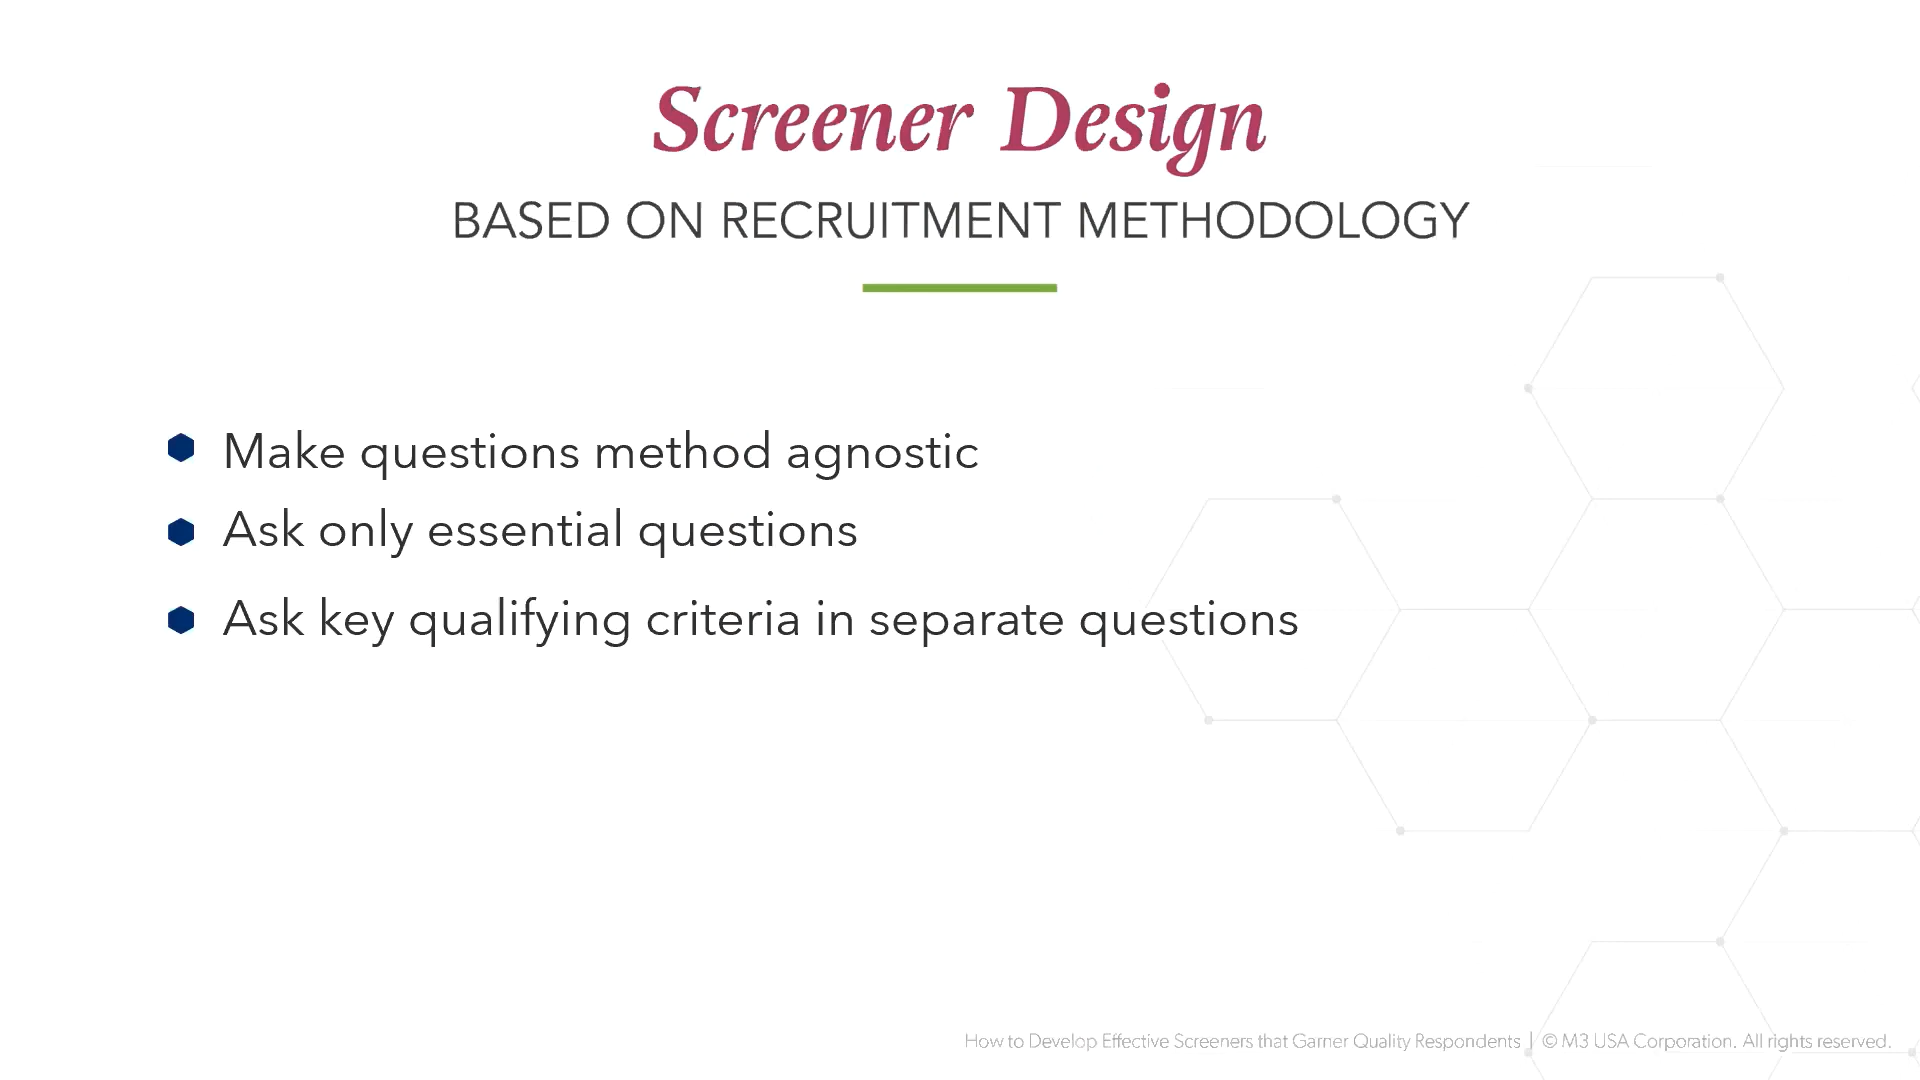 Screener Design
BASED ON RECRUITMENT METHODOLOGY
Make questions method agnostic
Ask only essential questions
Ask key qualifying criteria in separate questions
How to Develop Effective Screeners that Garner Quality Respondents | © M3 USA Corporation. All rights reserved.